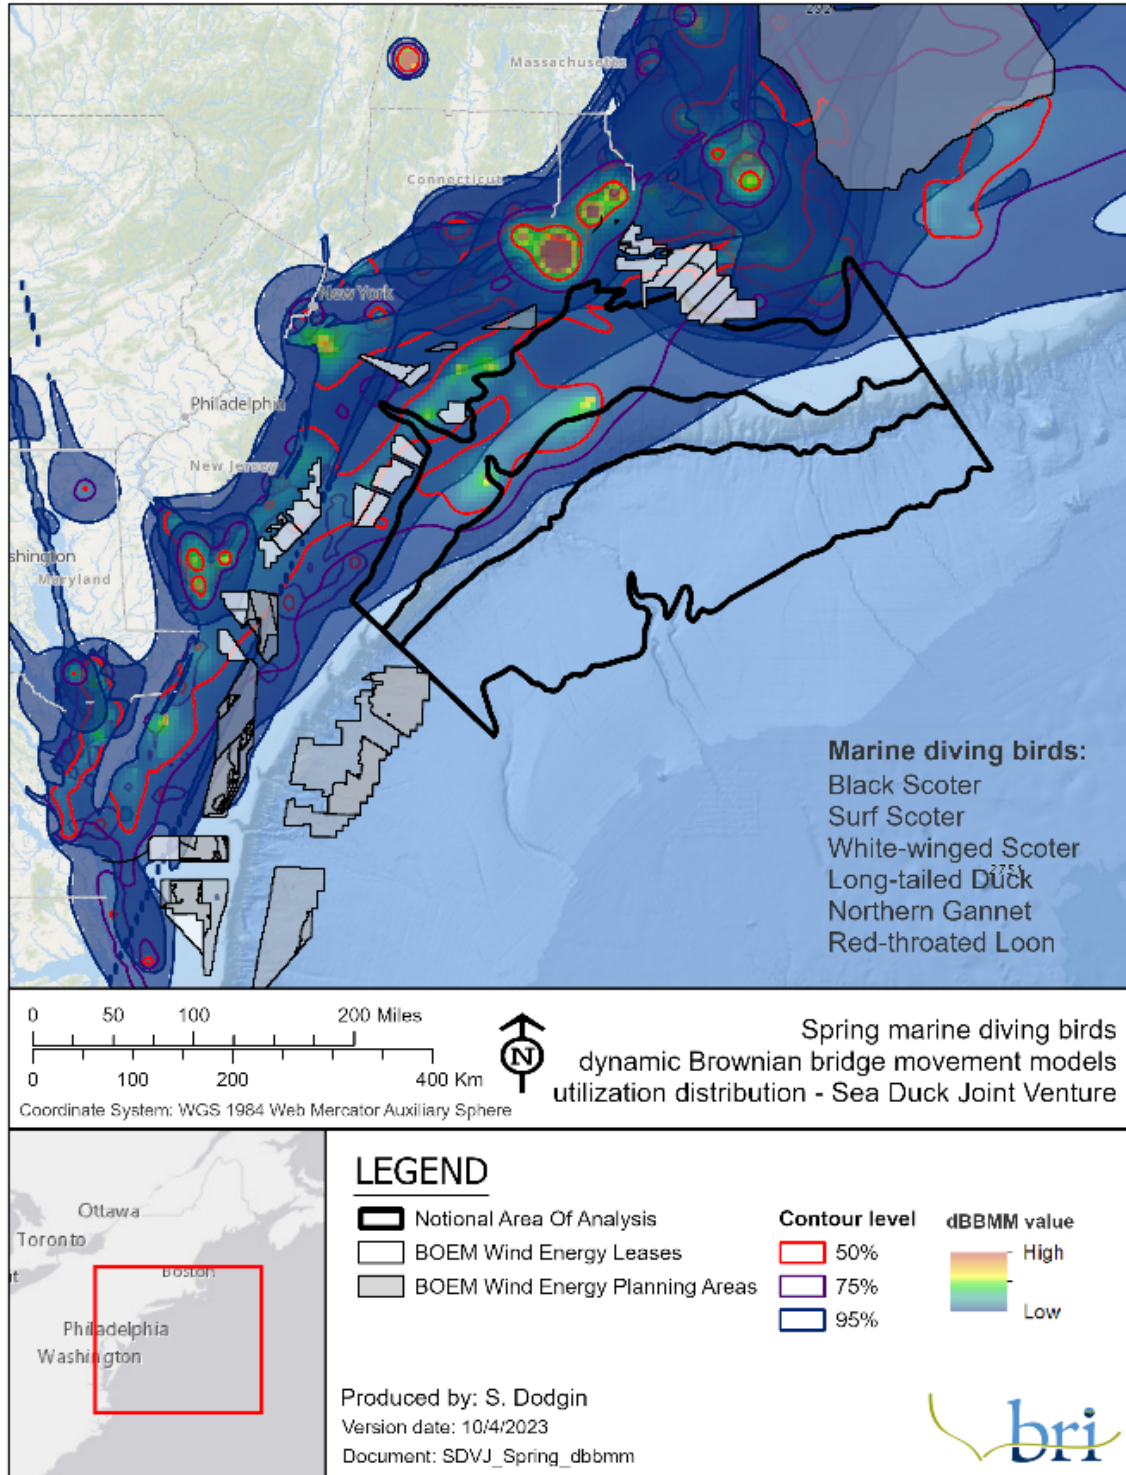 292
Massachusetts
Connecticut
New York
Philadelphia
New Jersey
shington
Maryland
Marine diving birds:
Black Scoter
Surf Scoter
White-winged Scoter
Long-tailed Duck
Northern Gannet
Red-throated Loon
0 50 100 200 Miles
0 100 200 400 Km
Coordinate System: WGS 1984 Web Mercator Auxiliary Sphere
N
Spring marine diving birds
dynamic Brownian bridge movement models
utilization distribution - Sea Duck Joint Venture
Ottawa
Toronto
it
Boston
Philadelphia
Washington
LEGEND
Notional Area Of Analysis
BOEM Wind Energy Leases
BOEM Wind Energy Planning Areas
Contour level
50%
75%
95%
dBBMM value
High
Low
Produced by: S. Dodgin
Version date: 10/4/2023
Document: SDVJ_Spring_dbbmm
bri